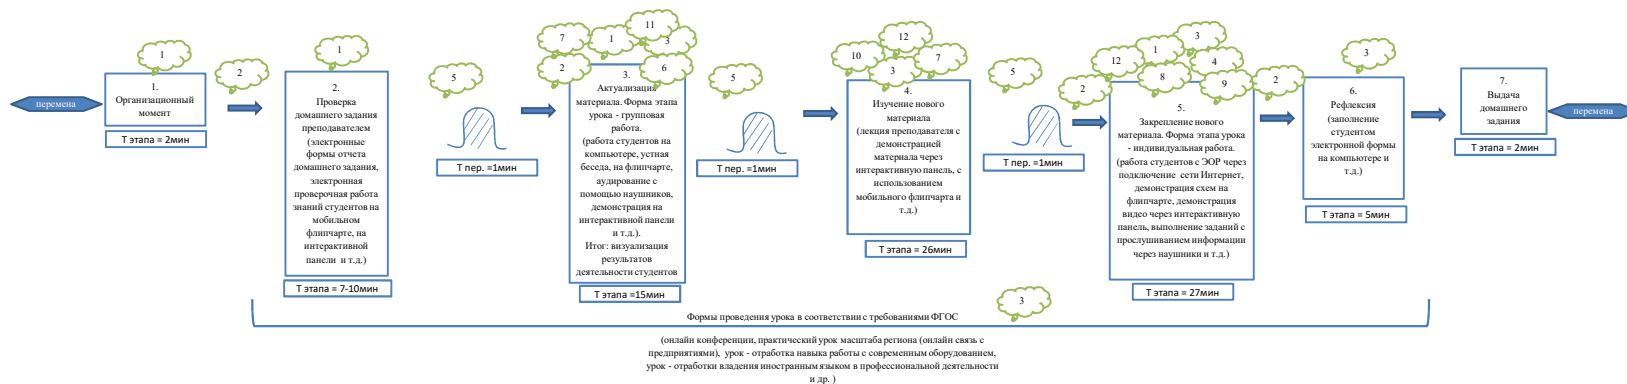 перемена
1
1.
Организационный
момент
Т этапа = 2мин
2
1
2.
Проверка
домашнего задания
преподавателем
(электронные
формы отчета
домашнего задания,
электронная
проверочная работа
знаний студентов на
мобильном
флипчарте, на
интерактивной
панели и т.д.)
Т этапа = 7-10мин
5
Т пер. =1мин
7
1
11
3
2
6
3.
Актуализация
материала. Форма этапа
урока - групповая
работа.
(работа студентов на
компьютере, устная
беседа, на флипчарте,
аудирование с
помощью наушников,
демонстрация на
интерактивной панели
и т.д.).
Итог: визуализация
результатов
деятельности студентов
Т этапа =15мин
5
Т пер. =1мин
10
12
3
7
4.
Изучение нового
материала
(лекция преподавателя с
демонстрацией
материала через
интерактивную панель, с
использованием
мобильного флипчарта и
т.д.)
Т этапа = 26мин
5
Т пер. =1мин
2
12
1
3
8
4
9
5.
Закрепление нового
материала. Форма этапа урока
- индивидуальная работа.
(работа студентов с ЭОР через
подключение сети Интернет,
демонстрация схем на
флипчарте, демонстрация
видео через интерактивную
панель, выполнение заданий с
прослушиванием информации
через наушники и т.д.)
Т этапа = 27мин
2
3
6.
Рефлексия
(заполнение
студентом
электронной формы
на компьютере и
т.д.)
Т этапа = 5мин
7.
Выдача
домашнего
задания
Т этапа = 2мин
перемена
3
Формы проведения урока в соответствии с требованиями ФГОС
(онлайн конференции, практический урок масштаба региона (онлайн связь с
предприятиями), урок - отработка навыка работы с современным оборудованием,
урок - отработки владения иностранным языком в профессиональной деятельности
и др. )